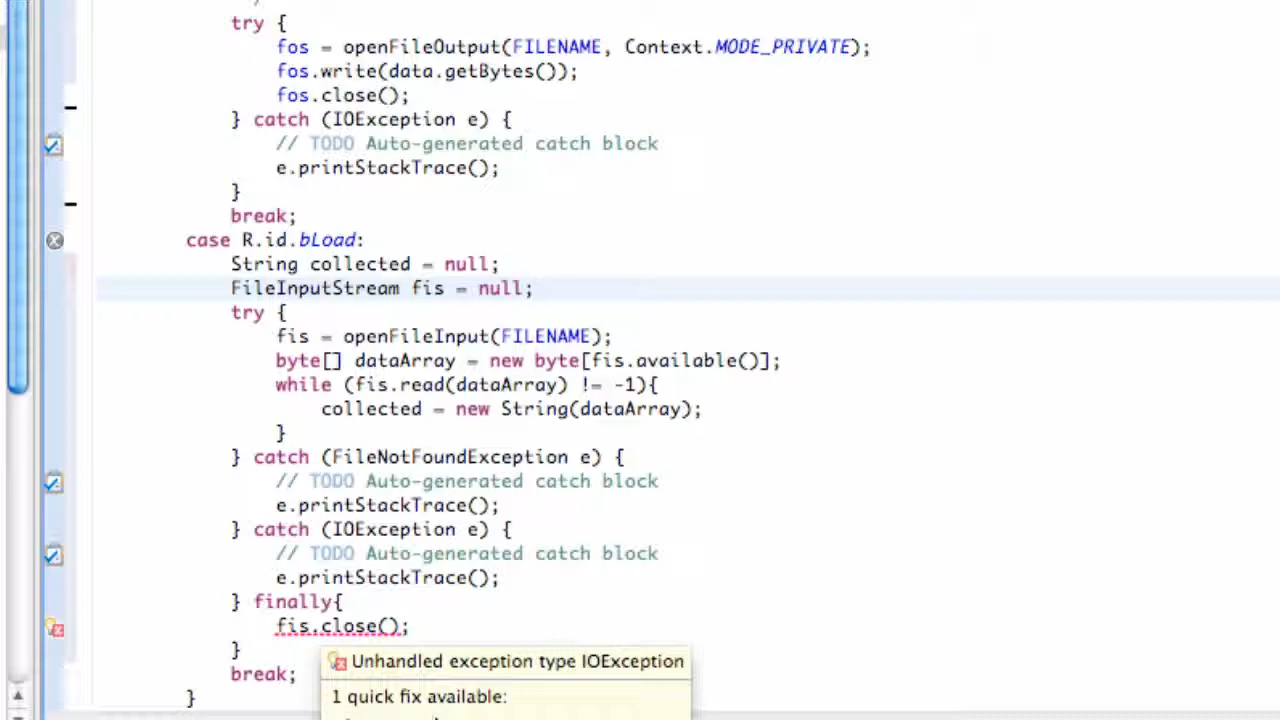 try {
fos = openFileOutput(FILENAME, Context.MODE_PRIVATE);
fos.write(data.getBytes());
fos.close();
} catch (IOException e) {
// TODO Auto-generated catch block
e.printStackTrace();
}
break;
case R.id.bLoad:
String collected = null;
FileInputStream fis = null;
try {
fis = openFileInput(FILENAME);
byte[] dataArray = new byte[fis.available()];
while (fis.read(dataArray) != -1){
collected = new String(dataArray);
}
} catch (FileNotFoundException e) {
// TODO Auto-generated catch block
e.printStackTrace();
} catch (IOException e) {
// TODO Auto-generated catch block
e.printStackTrace();
} finally{
fis.close();
}
Unhandled exception type IOException
break;
1 quick fix available:
}